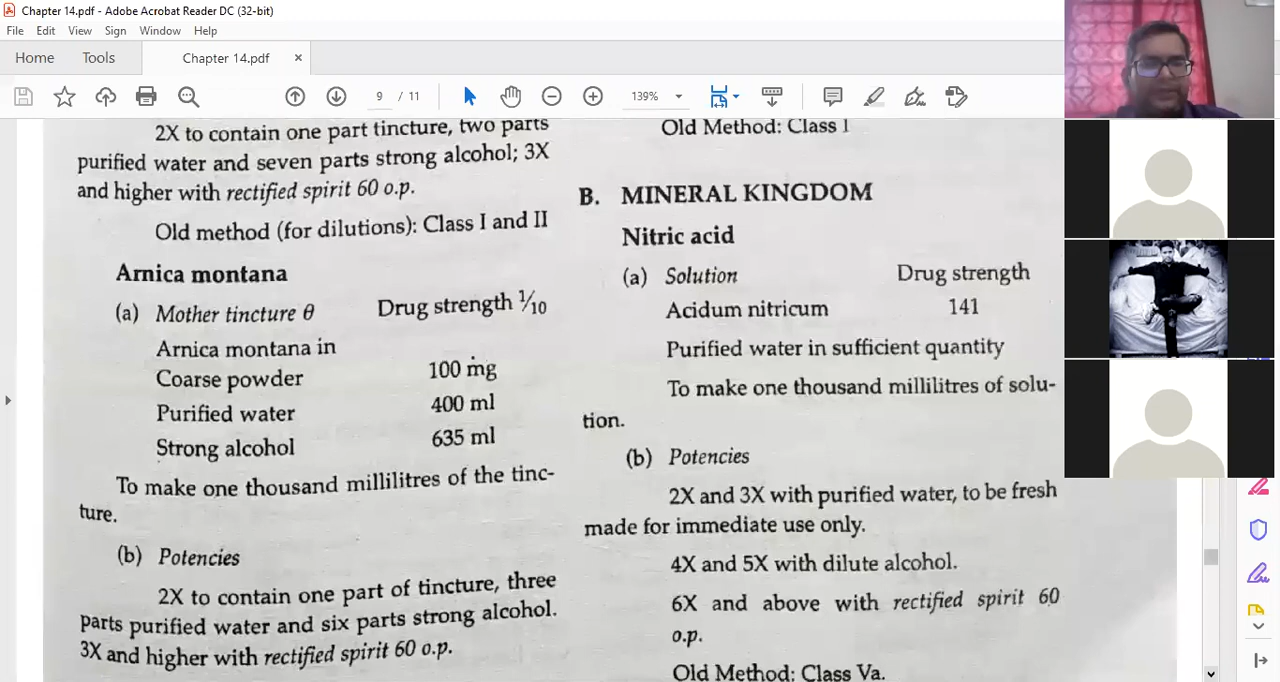 Chapter 14.pdf - Adobe Acrobat Reader DC (32-bit)
File Edit View Sign Window Help
Home Tools Chapter 14.pdf ×
9 / 11 139%
2X to contain one part tincture, two parts
purified water and seven parts strong alcohol; 3X
and higher with rectified spirit 60 o.p.
Old method (for dilutions): Class I and II
Arnica montana
(a) Mother tincture θ Drug strength 1/10
Arnica montana in
Coarse powder 100 mg
Purified water 400 ml
Strong alcohol 635 ml
To make one thousand millilitres of the tinc-
ture.
(b) Potencies
2X to contain one part of tincture, three
parts purified water and six parts strong alcohol.
3X and higher with rectified spirit 60 o.p.
Old Method: Class I
B. MINERAL KINGDOM
Nitric acid
(a) Solution Drug strength
Acidum nitricum 141
Purified water in sufficient quantity
To make one thousand millilitres of solu-
tion.
(b) Potencies
2X and 3X with purified water, to be fresh
made for immediate use only.
4X and 5X with dilute alcohol.
6X and above with rectified spirit 60
o.p.
Old Method: Class Va.